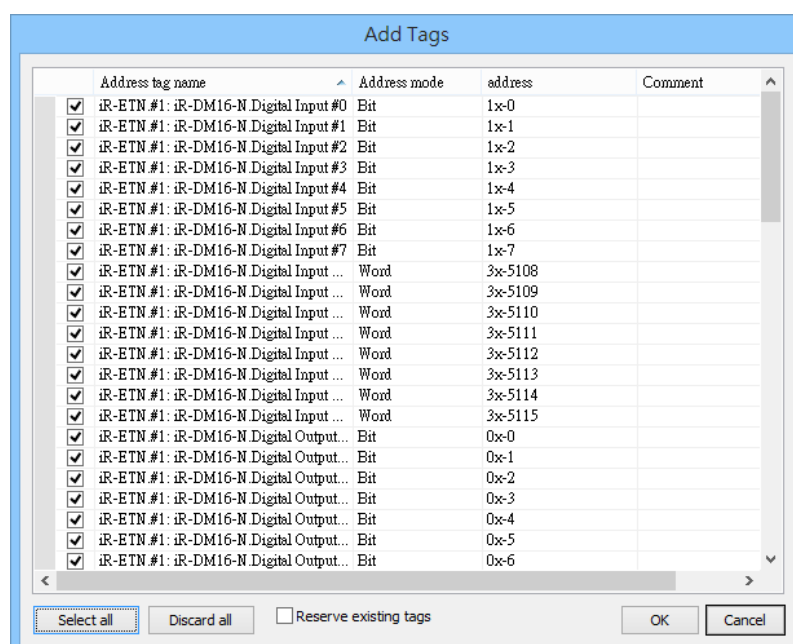 Add Tags
Address tag name Address mode address Comment
iR-ETN.#1: iR-DM16-N.Digital Input #0 Bit 1x-0
iR-ETN.#1: iR-DM16-N.Digital Input #1 Bit 1x-1
iR-ETN.#1: iR-DM16-N.Digital Input #2 Bit 1x-2
iR-ETN.#1: iR-DM16-N.Digital Input #3 Bit 1x-3
iR-ETN.#1: iR-DM16-N.Digital Input #4 Bit 1x-4
iR-ETN.#1: iR-DM16-N.Digital Input #5 Bit 1x-5
iR-ETN.#1: iR-DM16-N.Digital Input #6 Bit 1x-6
iR-ETN.#1: iR-DM16-N.Digital Input #7 Bit 1x-7
iR-ETN.#1: iR-DM16-N.Digital Input ... Word 3x-5108
iR-ETN.#1: iR-DM16-N.Digital Input ... Word 3x-5109
iR-ETN.#1: iR-DM16-N.Digital Input ... Word 3x-5110
iR-ETN.#1: iR-DM16-N.Digital Input ... Word 3x-5111
iR-ETN.#1: iR-DM16-N.Digital Input ... Word 3x-5112
iR-ETN.#1: iR-DM16-N.Digital Input ... Word 3x-5113
iR-ETN.#1: iR-DM16-N.Digital Input ... Word 3x-5114
iR-ETN.#1: iR-DM16-N.Digital Input ... Word 3x-5115
iR-ETN.#1: iR-DM16-N.Digital Output... Bit 0x-0
iR-ETN.#1: iR-DM16-N.Digital Output... Bit 0x-1
iR-ETN.#1: iR-DM16-N.Digital Output... Bit 0x-2
iR-ETN.#1: iR-DM16-N.Digital Output... Bit 0x-3
iR-ETN.#1: iR-DM16-N.Digital Output... Bit 0x-4
iR-ETN.#1: iR-DM16-N.Digital Output... Bit 0x-5
iR-ETN.#1: iR-DM16-N.Digital Output... Bit 0x-6
Select all Discard all Reserve existing tags OK Cancel